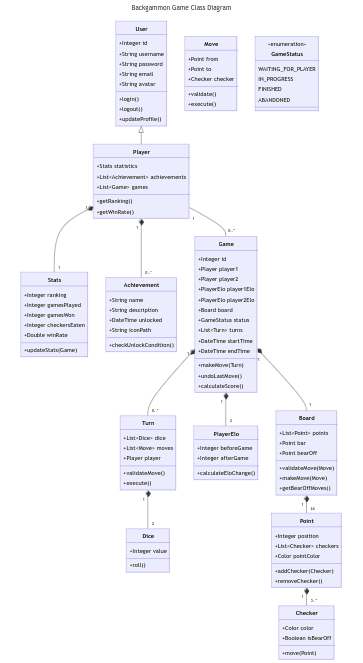 Backgammon Game Class Diagram
User
+Integer id
+String username
+String password
+String email
+String avatar
+login()
+logout()
+updateProfile()
Move
+Point from
+Point to
+Checker checker
+validate()
+execute()
«enumeration»
GameStatus
WAITING_FOR_PLAYER
IN_PROGRESS
FINISHED
ABANDONED
Player
+Stats statistics
+List<Achievement> achievements
+List<Game> games
+getRanking()
+getWinRate()
1
1
1
1
0..*
0..*
Stats
+Integer ranking
+Integer gamesPlayed
+Integer gamesWon
+Integer checkersEaten
+Double winRate
+updateStats(Game)
Achievement
+String name
+String description
+DateTime unlocked
+String iconPath
+checkUnlockCondition()
Game
+Integer id
+Player player1
+Player player2
+PlayerElo player1Elo
+PlayerElo player2Elo
+Board board
+GameStatus status
+List<Turn> turns
+DateTime startTime
+DateTime endTime
+makeMove(Turn)
+undoLastMove()
+calculateScore()
1
1
1
0..*
2
1
Turn
+List<Dice> dice
+List<Move> moves
+Player player
+validateMove()
+execute()
PlayerElo
+Integer beforeGame
+Integer afterGame
+calculateEloChange()
Board
+List<Point> points
+Point bar
+Point bearOff
+validateMove(Move)
+makeMove(Move)
+getBearOffMoves()
1
2
1
24
Dice
+Integer value
+roll()
Point
+Integer position
+List<Checker> checkers
+Color pointColor
+addChecker(Checker)
+removeChecker()
1
Checker
+Color color
+Boolean isBearOff
+move(Point)